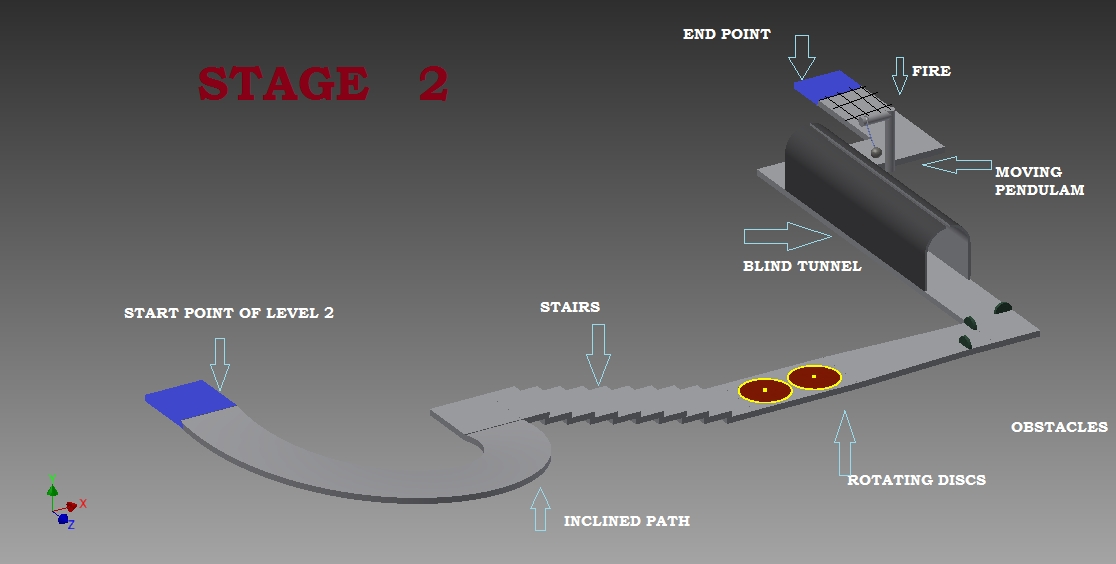 END POINT
FIRE
STAGE 2
MOVING
PENDULAM
BLIND TUNNEL
STAIRS
START POINT OF LEVEL 2
OBSTACLES
ROTATING DISCS
INCLINED PATH
X
Z